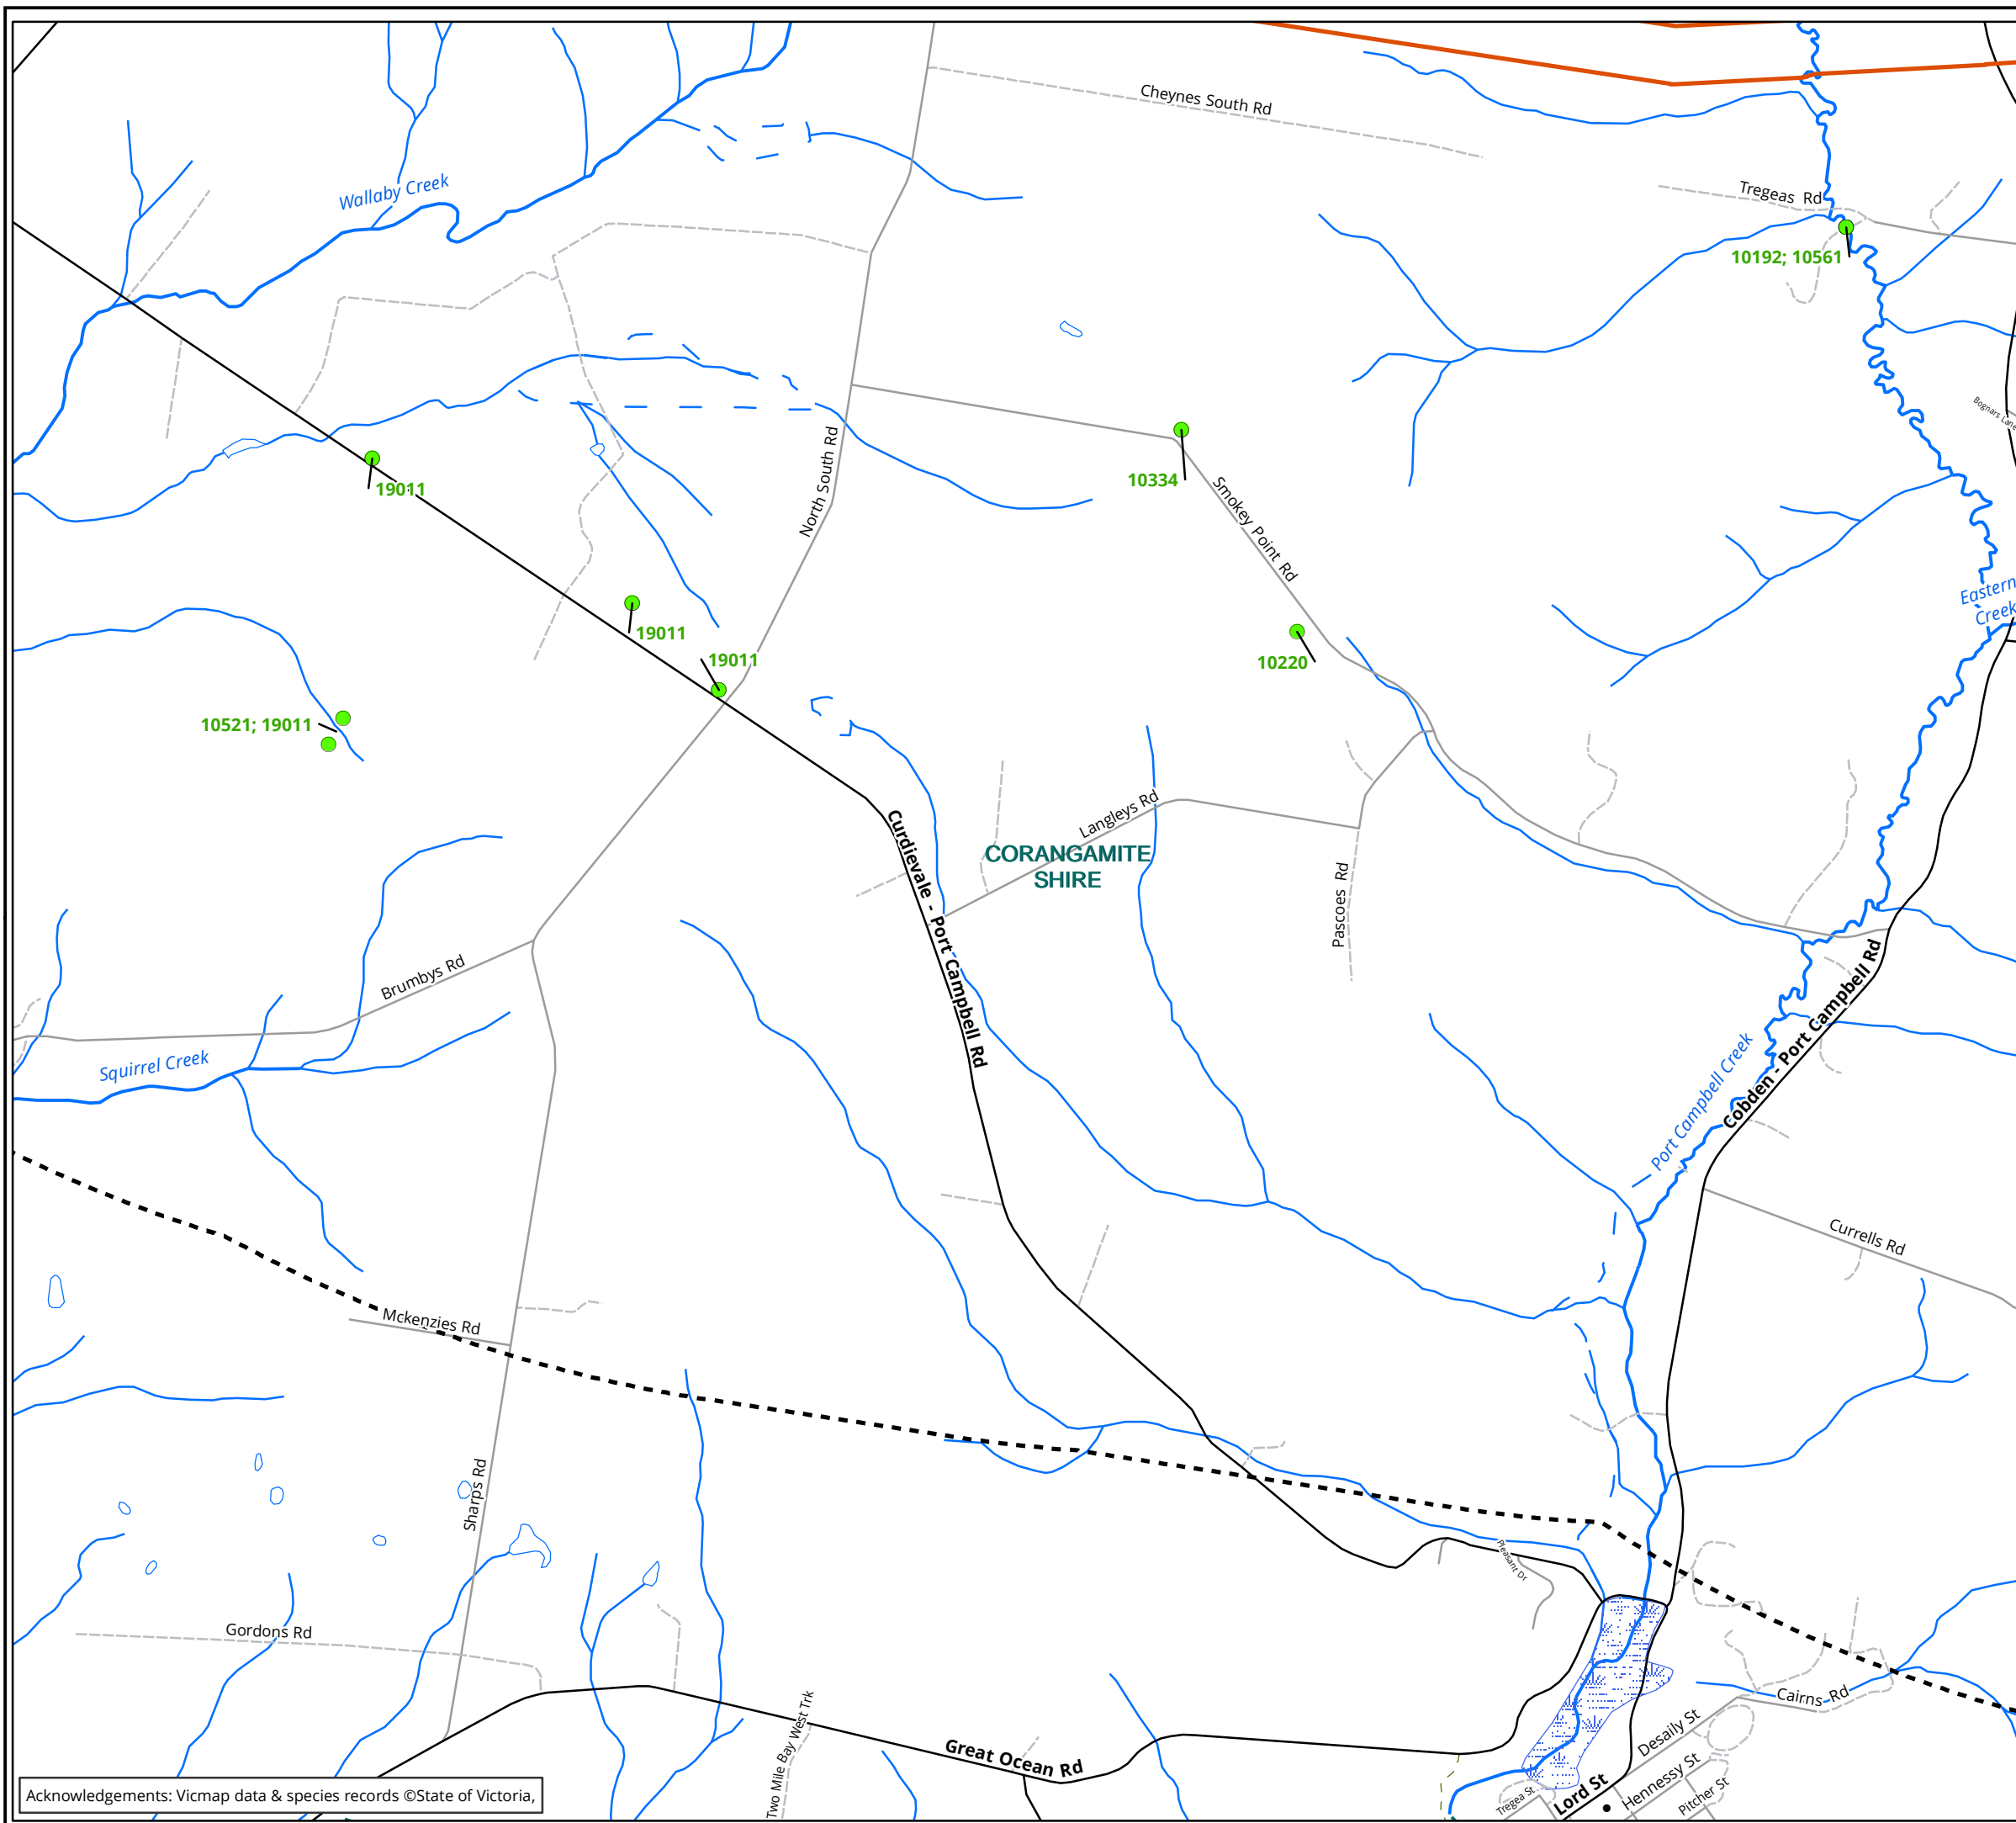 Cheynes South Rd
Wallaby Creek
Tregeas Rd
10192; 10561
Bognars Lane
North South Rd
10334
19011
Smokey Point Rd
Eastern
Creek
19011
19011
10220
10521; 19011
Langleys Rd
CORANGAMITE
SHIRE
Curdievale - Port Campbell Rd
Pascoes Rd
Brumbys Rd
Squirrel Creek
Cobden - Port Campbell Rd
Port Campbell Creek
Currells Rd
Mckenzies Rd
Sharps Rd
Pleasant Dr
Gordons Rd
Two Mile Bay West Trk
Great Ocean Rd
Cairns Rd
Desaily St
Hennessy St
Pitcher St
Lord St
Tregea St
Acknowledgements: Vicmap data & species records ©State of Victoria,